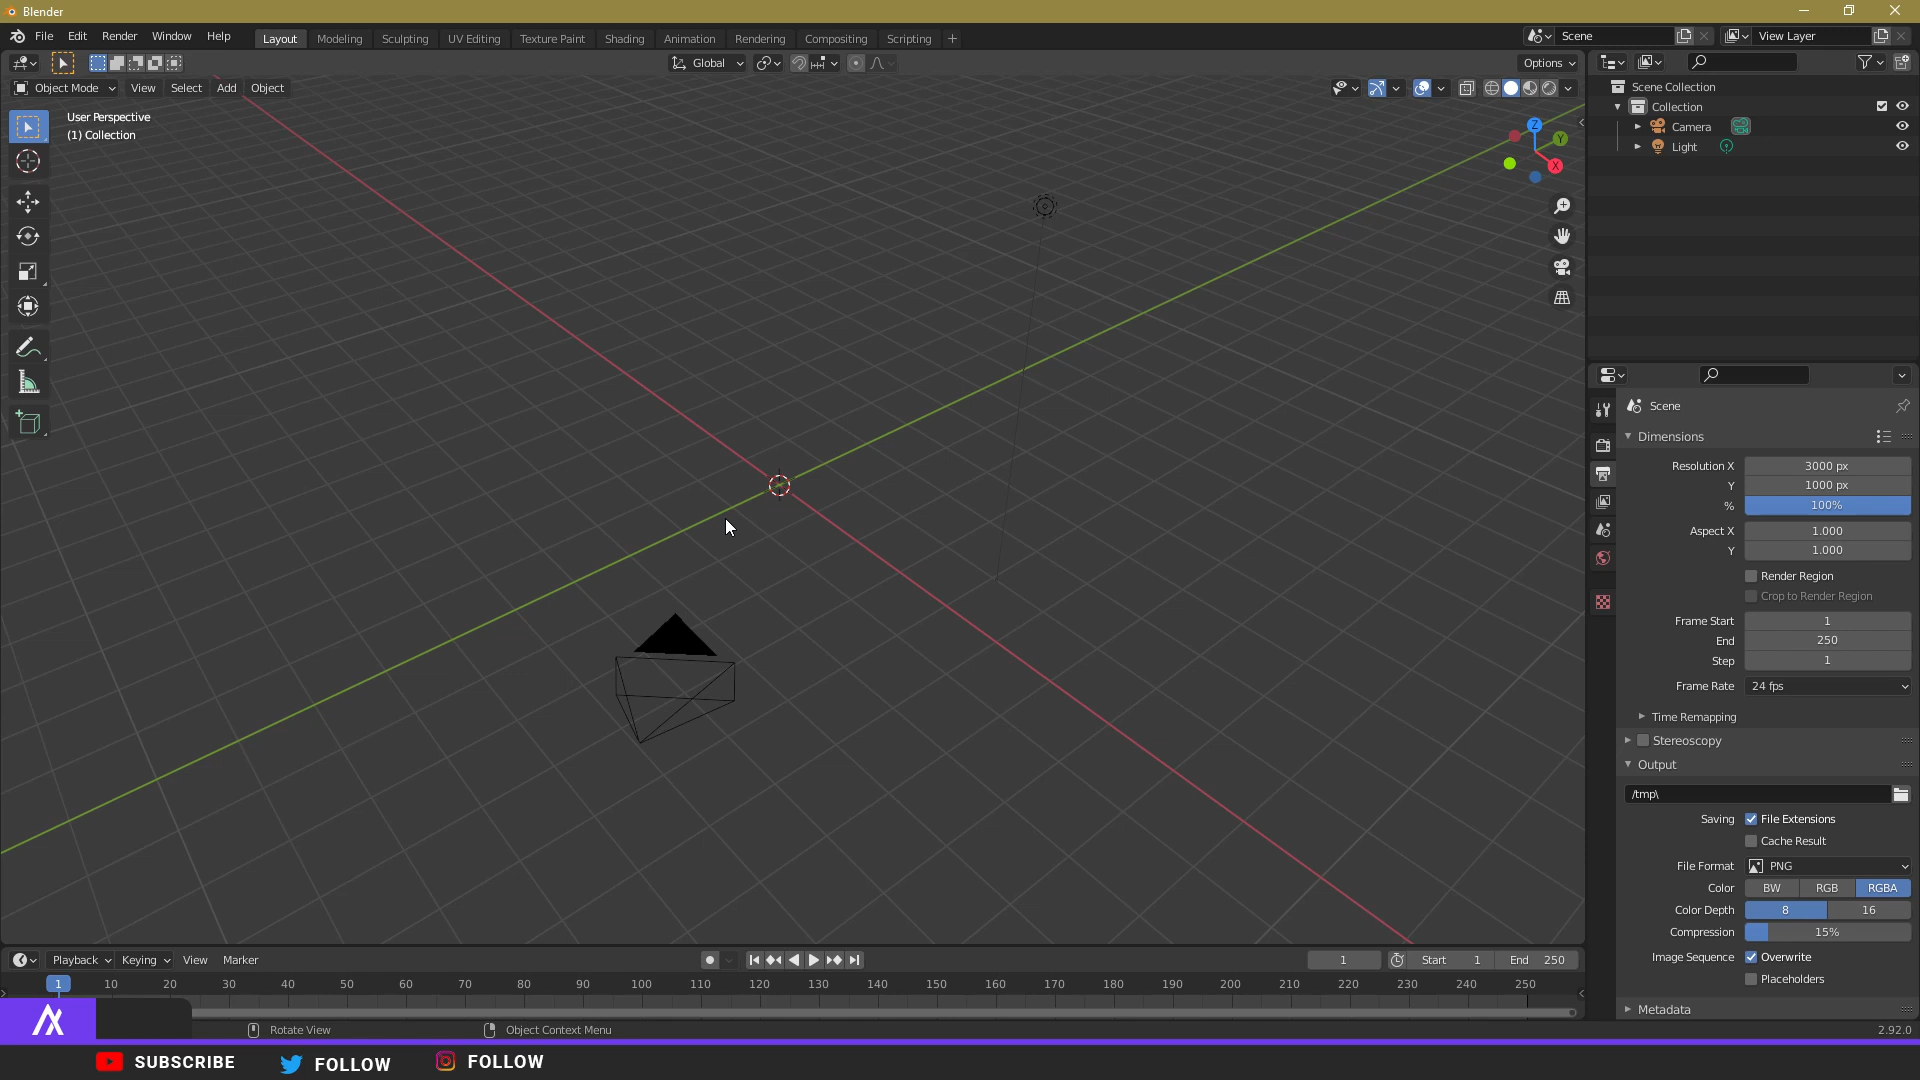 Blender
File Edit Render Window Help
Layout Modeling Sculpting UV Editing Texture Paint Shading Animation Rendering Compositing Scripting +
Scene
View Layer
Global
Options
Object Mode View Select Add Object
User Perspective
(1) Collection
Z
Y
X
Scene Collection
Collection
Camera
Light
Scene
Dimensions
Resolution X 3000 px
Y 1000 px
% 100%
Aspect X 1.000
Y 1.000
Render Region
Crop to Render Region
Frame Start 1
End 250
Step 1
Frame Rate 24 fps
Time Remapping
Stereoscopy
Output
/tmp\
Saving File Extensions
Cache Result
File Format PNG
Color BW RGB RGBA
Color Depth 8 16
Compression 15%
Image Sequence Overwrite
Placeholders
Metadata
Playback Keying View Marker
1 Start 1 End 250
1 10 20 30 40 50 60 70 80 90 100 110 120 130 140 150 160 170 180 190 200 210 220 230 240 250
Rotate View Object Context Menu
2.92.0
SUBSCRIBE FOLLOW FOLLOW